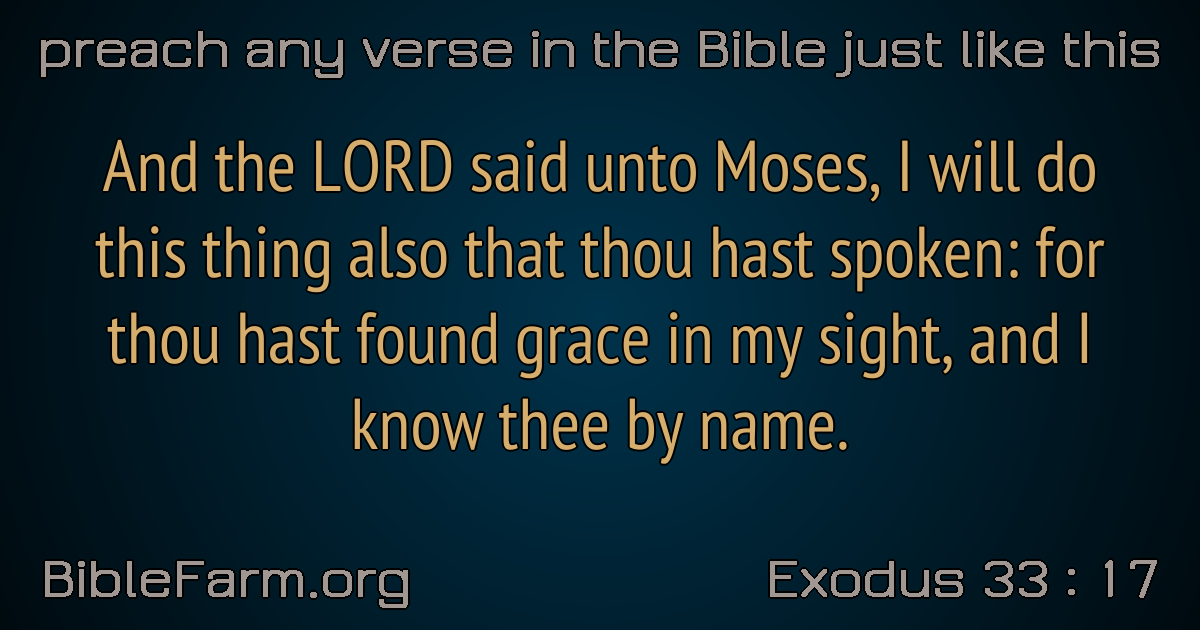 preach any verse in the Bible just like this
And the LORD said unto Moses, I will do
this thing also that thou hast spoken: for
thou hast found grace in my sight, and I
know thee by name.
BibleFarm.org
Exodus 33 : 17